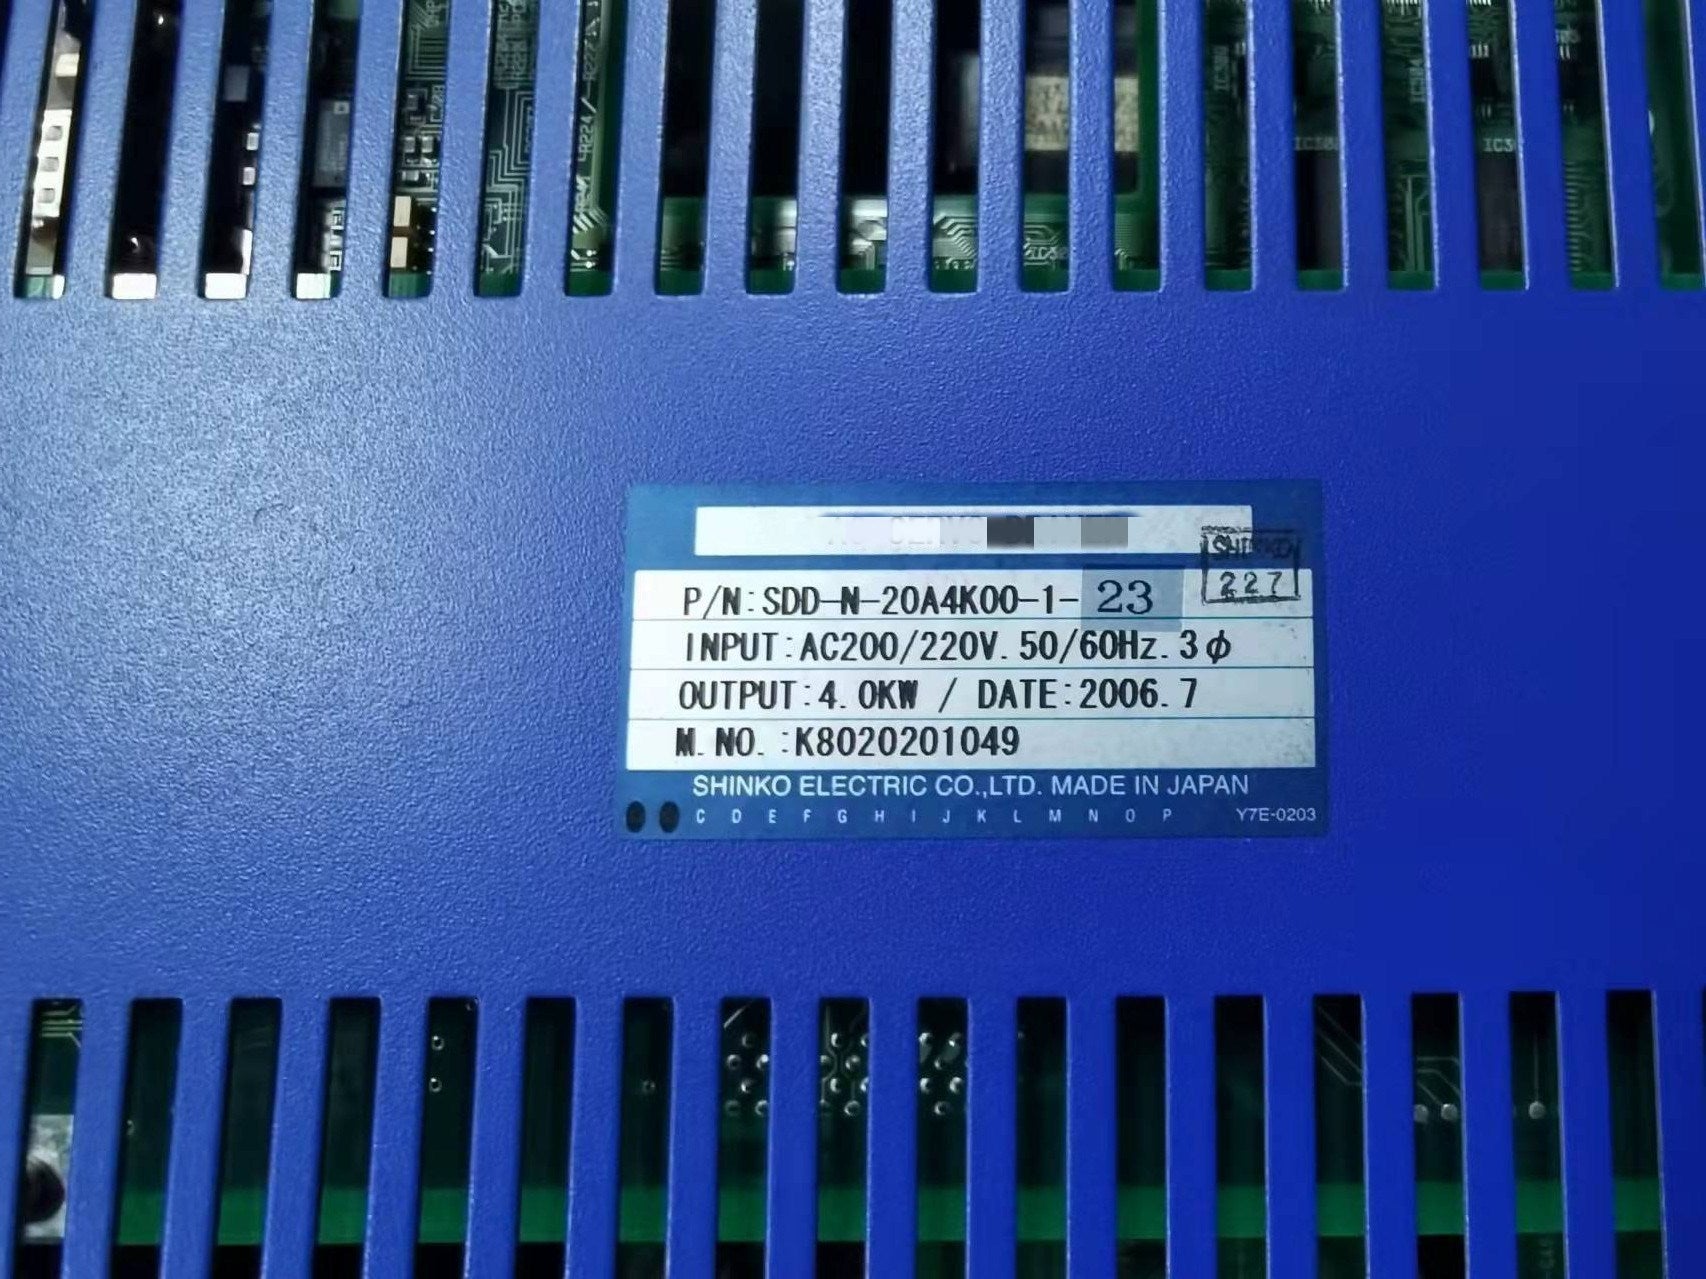 P/N:SDD-N-20A4K00-1-23
SHINKO
227
INPUT:AC200/220V. 50/60Hz. 3φ
OUTPUT:4. 0KW / DATE:2006. 7
M. NO. :K8020201049
SHINKO ELECTRIC CO.,LTD. MADE IN JAPAN
C D E F G H I J K L M N O P Y7E-0203